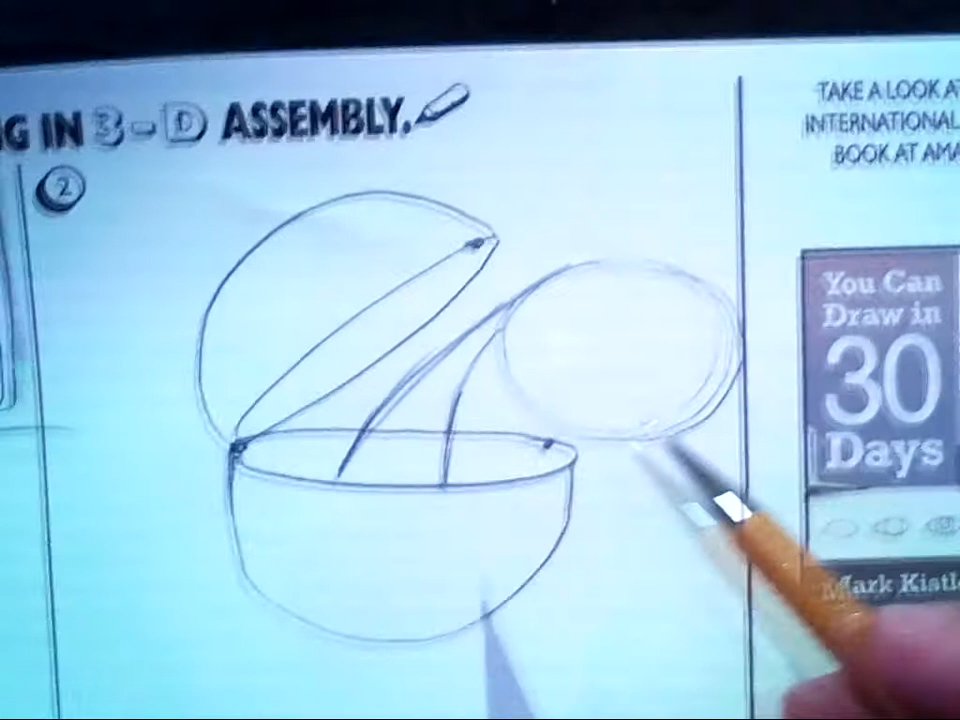 G IN 3-D ASSEMBLY.
2
TAKE A LOOK AT
INTERNATIONAL
BOOK AT AMA
You Can
Draw in
30
Days
Mark Kistle